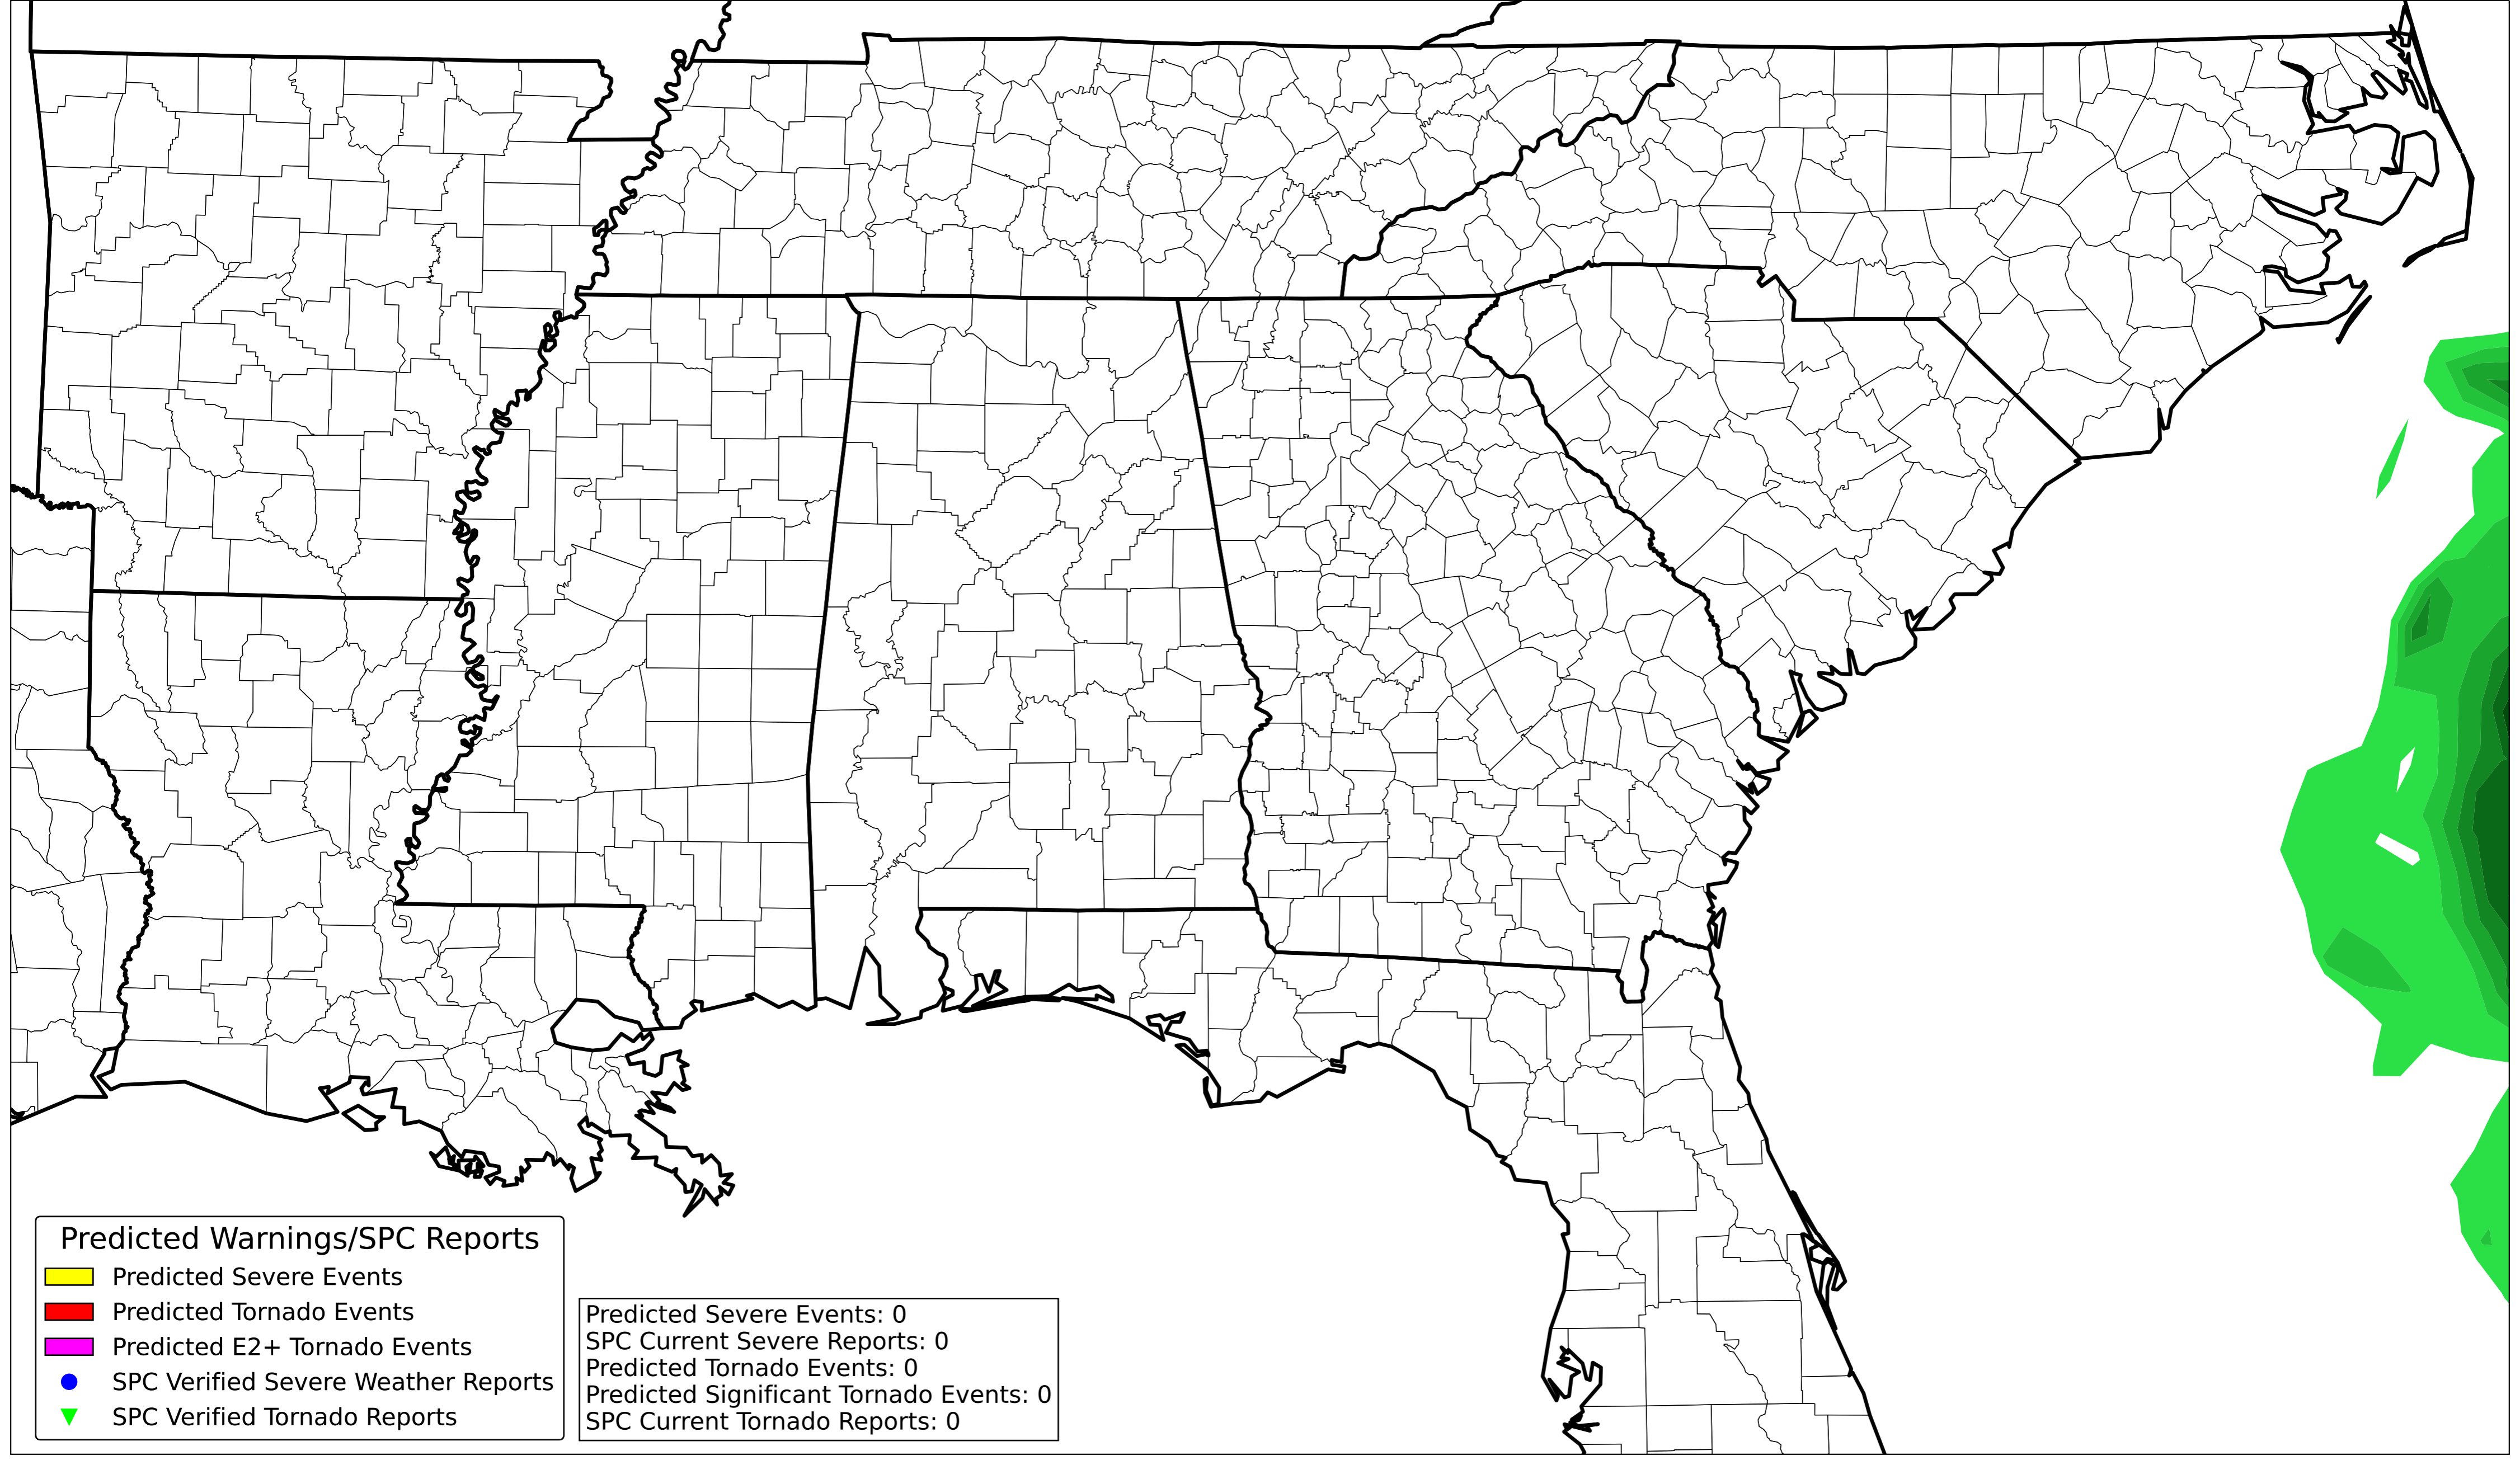 Predicted Warnings/SPC Reports
Predicted Severe Events
Predicted Tornado Events
Predicted E2+ Tornado Events
SPC Verified Severe Weather Reports
SPC Verified Tornado Reports
Predicted Severe Events: 0
SPC Current Severe Reports: 0
Predicted Tornado Events: 0
Predicted Significant Tornado Events: 0
SPC Current Tornado Reports: 0